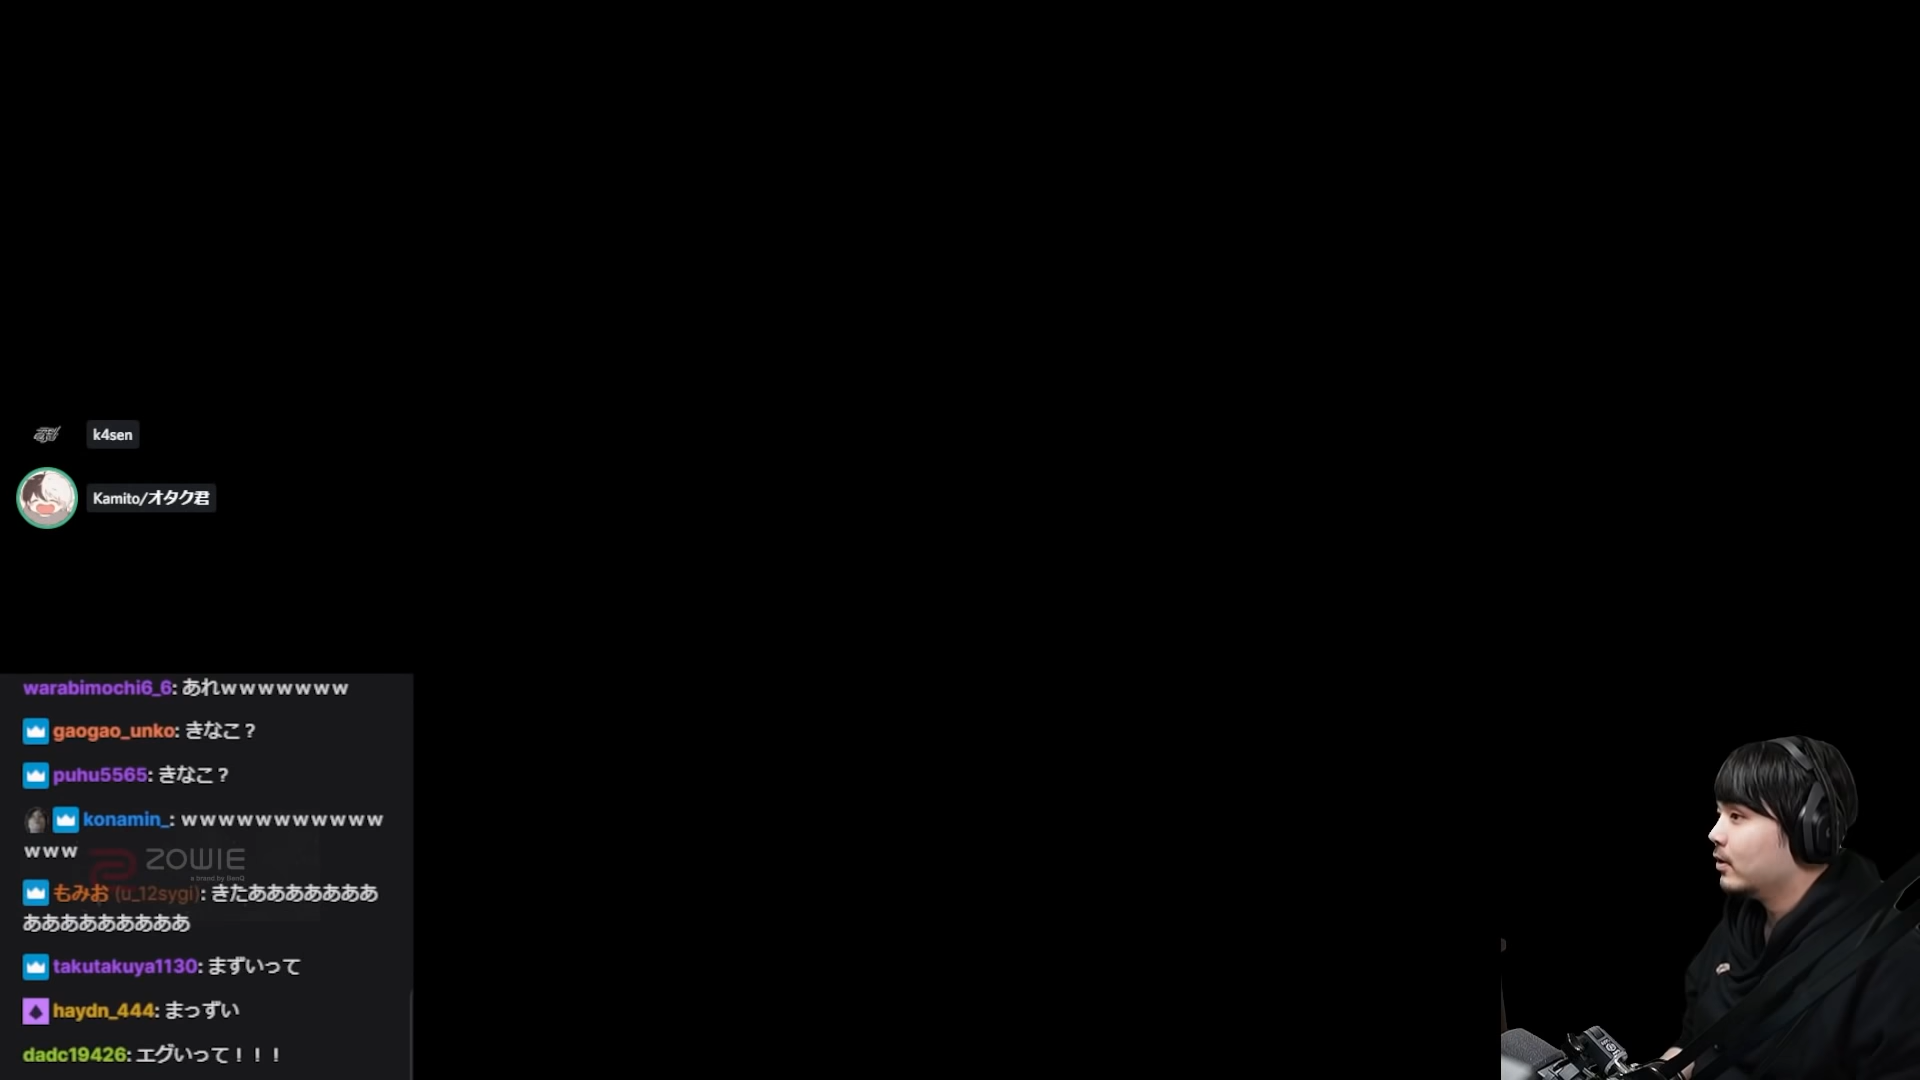 k4sen
Kamito/オタク君
warabimochi6_6: あれwwwwwww
gaogao_unko: きなこ？
puhu5565: きなこ？
konamin_: wwwwwwwwwww
www
ZOWIE
a brand by BenQ
もみお (u_12sygi): きたあああああああ
あああああああああ
takutakuya1130: まずいって
haydn_444: まっずい
dadc19426: エグいって！！！